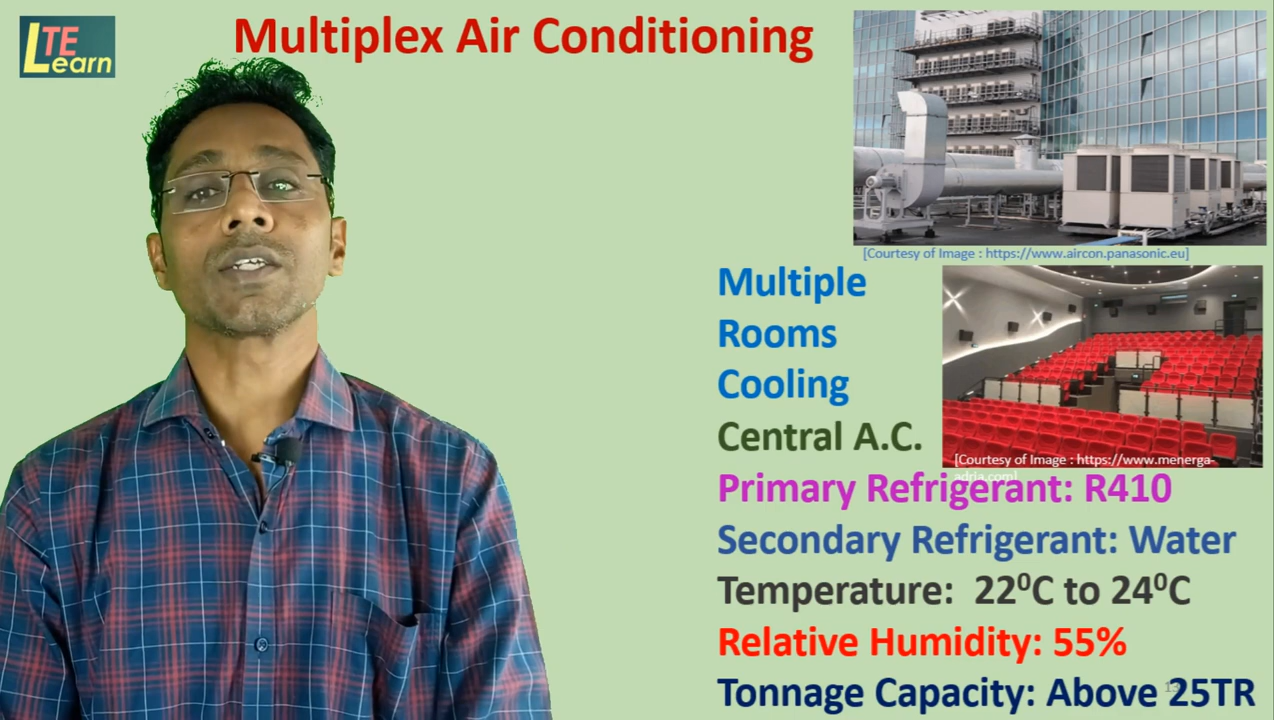 LTE
Learn
Multiplex Air Conditioning
[Courtesy of Image : https://www.aircon.panasonic.eu]
Multiple
Rooms
Cooling
Central A.C.
[Courtesy of Image : https://www.menerga-
adria.com]
Primary Refrigerant: R410
Secondary Refrigerant: Water
Temperature: 22⁰C to 24⁰C
Relative Humidity: 55%
Tonnage Capacity: Above 25TR